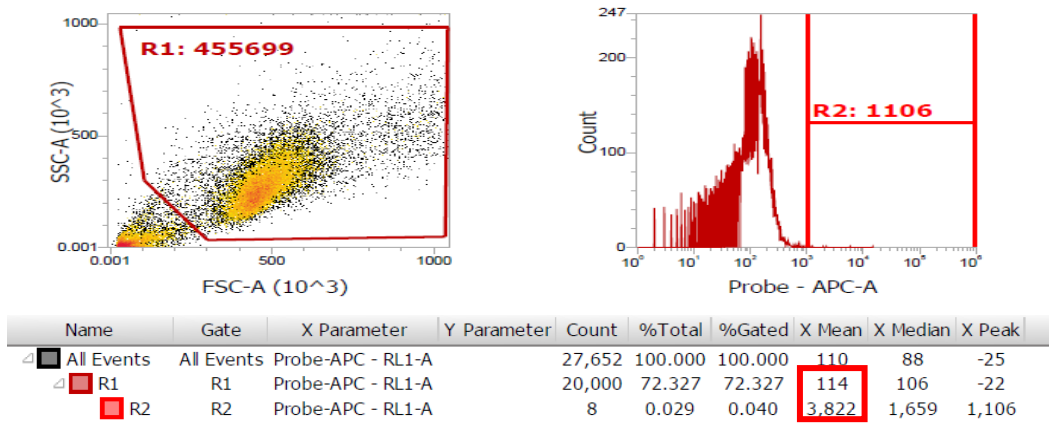 1000
R1: 455699
SSC-A (10^3)
500
0.001
0.001 500 1000
FSC-A (10^3)
247
200
R2: 1106
Count
100
0
10⁰ 10¹ 10² 10³ 10⁴ 10⁵ 10⁶
Probe - APC-A
Name Gate X Parameter Y Parameter Count %Total %Gated X Mean X Median X Peak
All Events All Events Probe-APC - RL1-A 27,652 100.000 100.000 110 88 -25
R1 R1 Probe-APC - RL1-A 20,000 72.327 72.327 114 106 -22
R2 R2 Probe-APC - RL1-A 8 0.029 0.040 3,822 1,659 1,106